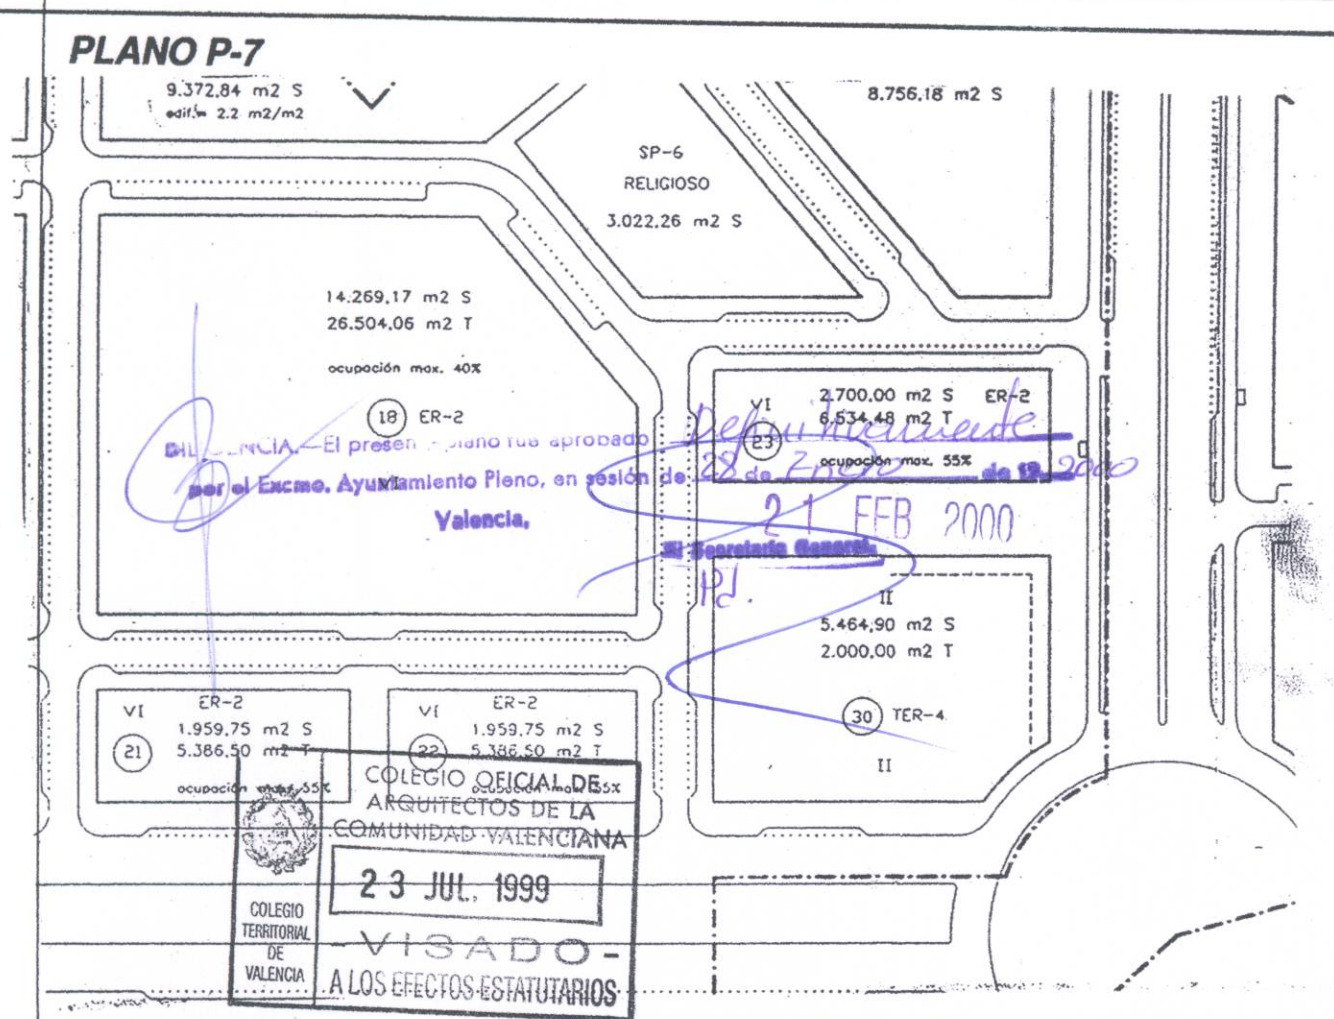 PLANO P-7
9.372,84 m2 S
edif.= 2.2 m2/m2
8.756,18 m2 S
SP-6
RELIGIOSO
3.022,26 m2 S
14.269,17 m2 S
26.504,06 m2 T
ocupación max. 40%
18 ER-2
VI
VI 2.700,00 m2 S ER-2
6.534,48 m2 T
23
ocupación max. 55%
DILIGENCIA.—El presente plano fue aprobado Definitivamente
por el Excmo. Ayuntamiento Pleno, en sesión de 28 de Enero de 19 2000
Valencia,
21 FEB 2000
El Secretario General,
Pd.
II
5.464,90 m2 S
2.000,00 m2 T
30 TER-4
II
VI ER-2
1.959,75 m2 S
21 5.386,50 m2 T
ocupación max. 55%
VI ER-2
1.959,75 m2 S
22 5.386,50 m2 T
ocupación max. 55%
COLEGIO OFICIAL DE
ARQUITECTOS DE LA
COMUNIDAD VALENCIANA
23 JUL. 1999
COLEGIO
TERRITORIAL
DE
VALENCIA
- VISADO -
A LOS EFECTOS ESTATUTARIOS